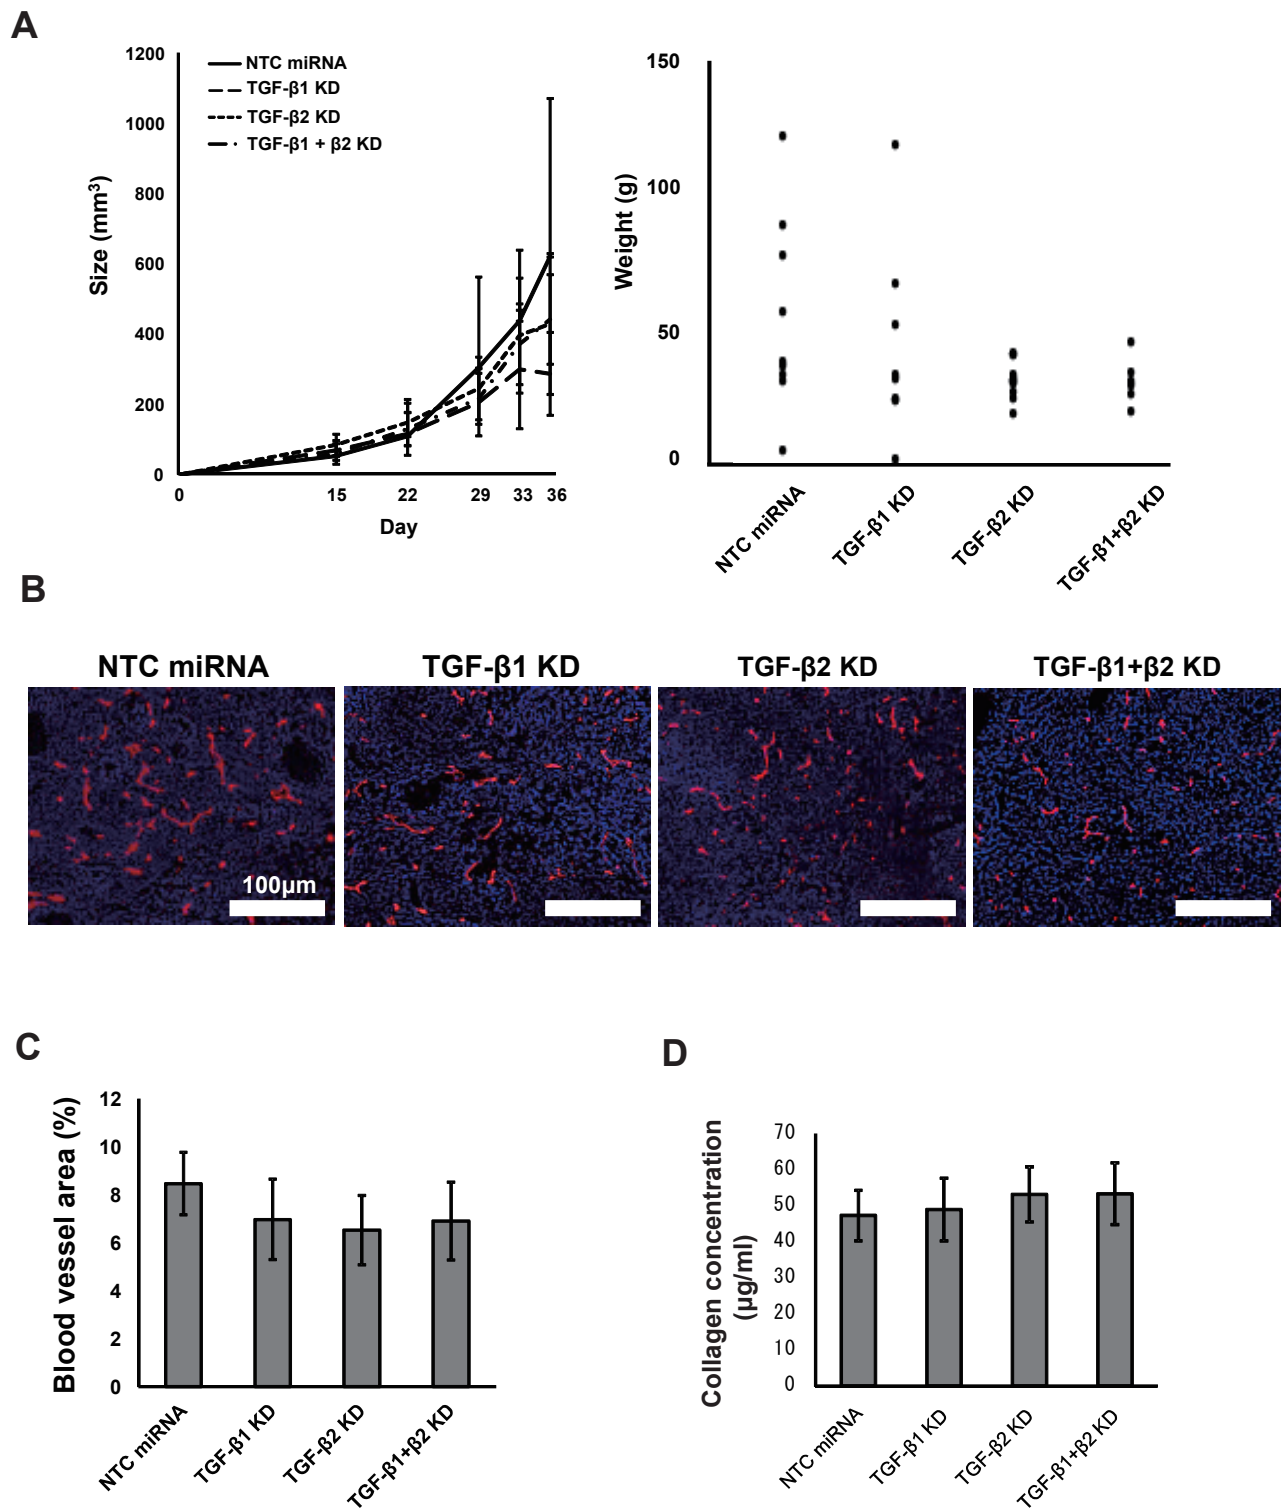 A
1200
1000
800
600
400
200
0
Size (mm³)
NTC miRNA
TGF-β1 KD
TGF-β2 KD
TGF-β1 + β2 KD
0 15 22 29 33 36
Day
150
100
50
0
Weight (g)
NTC miRNA
TGF-β1 KD
TGF-β2 KD
TGF-β1+β2 KD
B
NTC miRNA
TGF-β1 KD
TGF-β2 KD
TGF-β1+β2 KD
100µm
C
12
10
8
6
4
2
0
Blood vessel area (%)
NTC miRNA
TGF-β1 KD
TGF-β2 KD
TGF-β1+β2 KD
D
70
60
50
40
30
20
10
0
Collagen concentration
(µg/ml)
NTC miRNA
TGF-β1 KD
TGF-β2 KD
TGF-β1+β2 KD